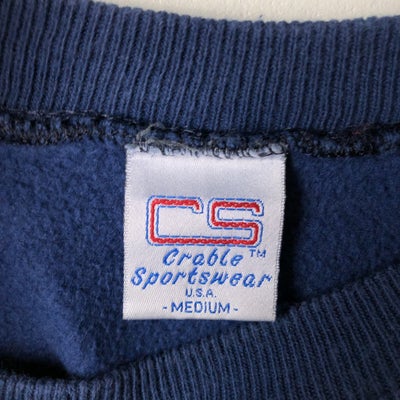 CS
Crable™
Sportswear
U.S.A.
- MEDIUM -